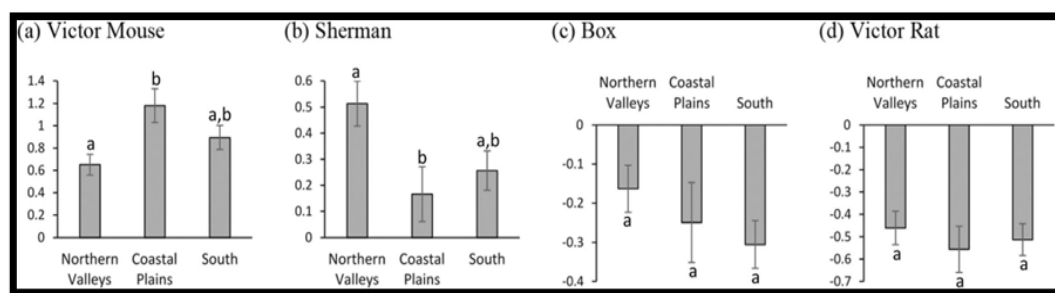 (a) Victor Mouse
1.4
1.2
1
0.8
0.6
0.4
0.2
0
a
b
a,b
Northern Valleys
Coastal Plains
South
(b) Sherman
0.6
0.5
0.4
0.3
0.2
0.1
0
a
b
a,b
Northern Valleys
Coastal Plains
South
(c) Box
Northern Valleys
Coastal Plains
South
0
-0.1
-0.2
-0.3
-0.4
a
a
a
(d) Victor Rat
Northern Valleys
Coastal Plains
South
0
-0.1
-0.2
-0.3
-0.4
-0.5
-0.6
-0.7
a
a
a